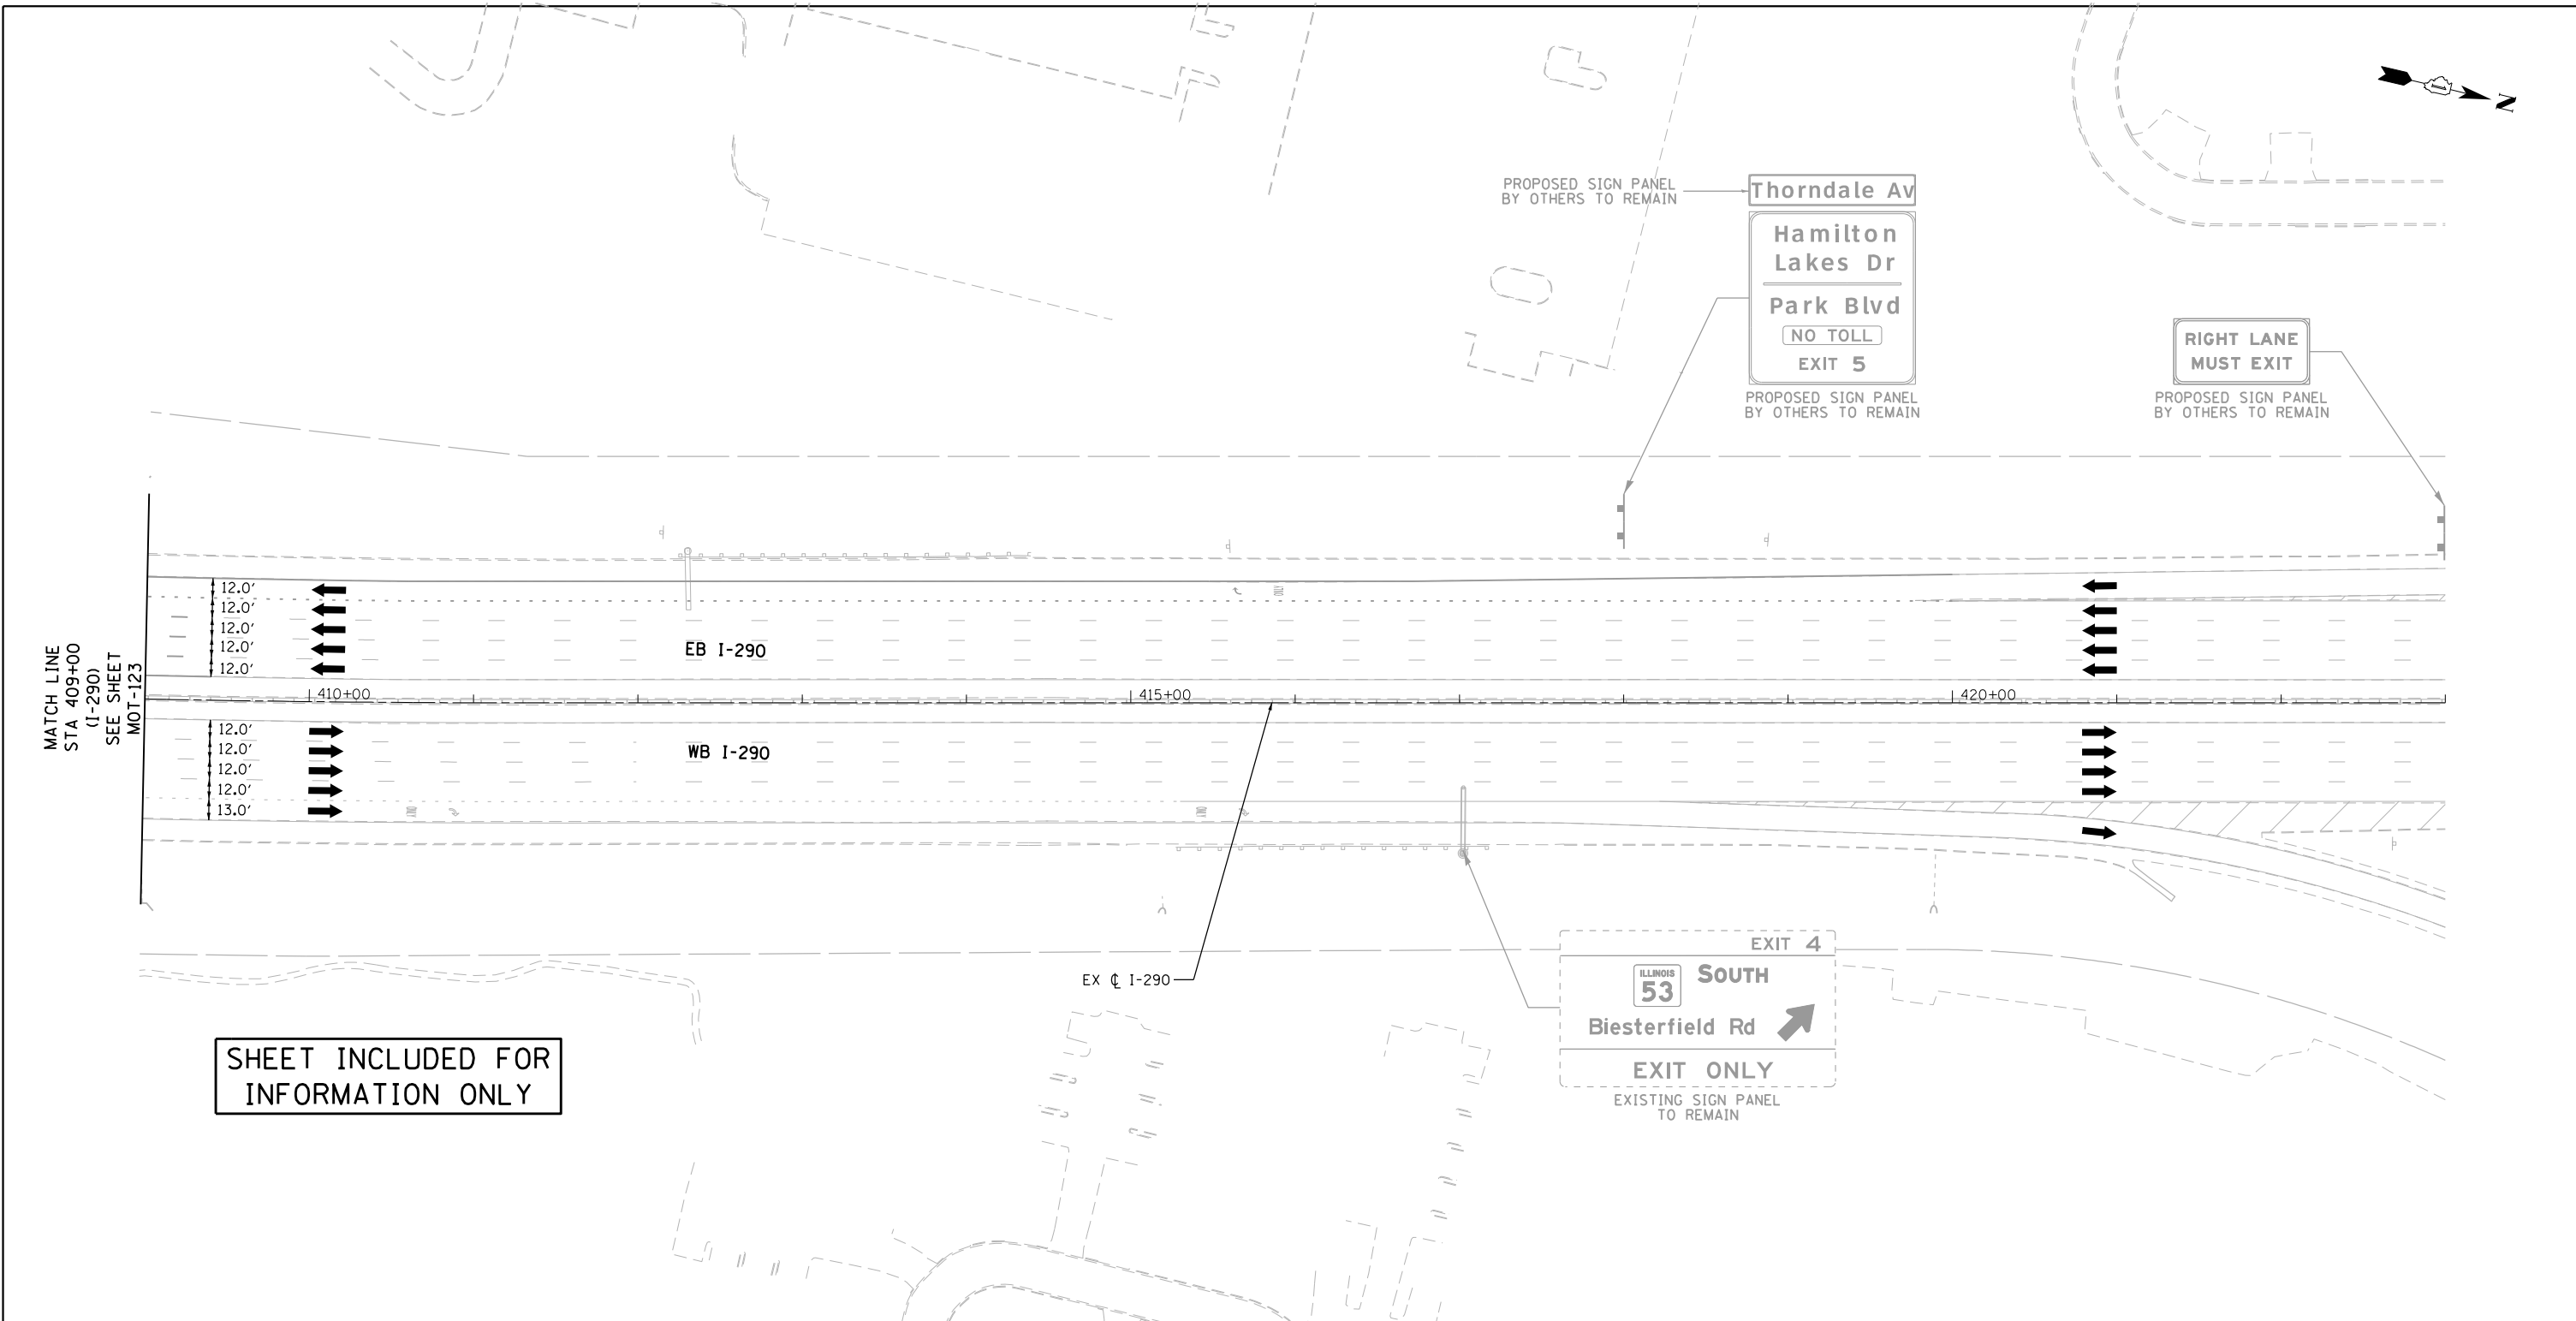 N
PROPOSED SIGN PANEL
BY OTHERS TO REMAIN
Thorndale Av
Hamilton
Lakes Dr
Park Blvd
NO TOLL
EXIT 5
PROPOSED SIGN PANEL
BY OTHERS TO REMAIN
RIGHT LANE
MUST EXIT
PROPOSED SIGN PANEL
BY OTHERS TO REMAIN
MATCH LINE
STA 409+00
(I-290)
SEE SHEET
MOT-123
12.0'
12.0'
12.0'
12.0'
12.0'
EB I-290
410+00
415+00
420+00
12.0'
12.0'
12.0'
12.0'
13.0'
WB I-290
EX ℄ I-290
EXIT 4
ILLINOIS
53
SOUTH
Biesterfield Rd
EXIT ONLY
EXISTING SIGN PANEL
TO REMAIN
SHEET INCLUDED FOR
INFORMATION ONLY